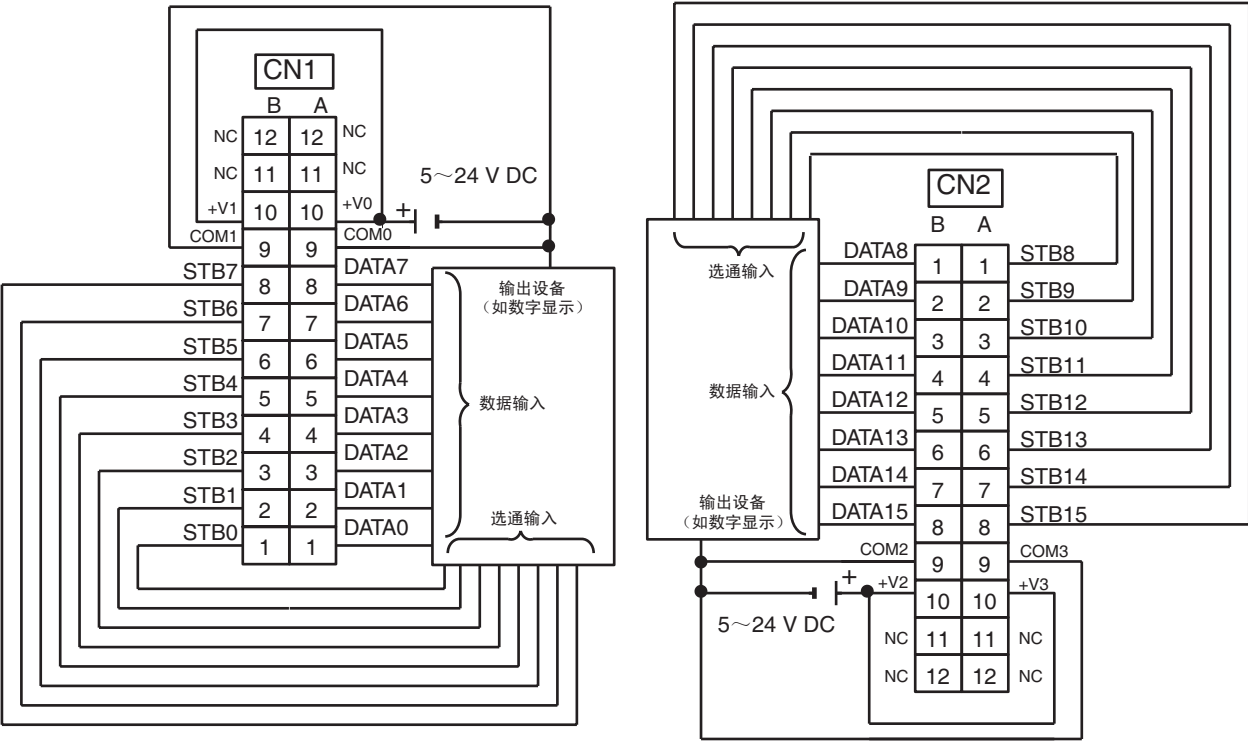 CN1
B A
NC 12 12 NC
NC 11 11 NC
+V1 10 10 +V0
COM1 9 9 COM0
STB7 8 8 DATA7
STB6 7 7 DATA6
STB5 6 6 DATA5
STB4 5 5 DATA4
STB3 4 4 DATA3
STB2 3 3 DATA2
STB1 2 2 DATA1
STB0 1 1 DATA0
5～24 V DC
+
输出设备
（如数字显示）
数据输入
选通输入
CN2
B A
DATA8 1 1 STB8
DATA9 2 2 STB9
DATA10 3 3 STB10
DATA11 4 4 STB11
DATA12 5 5 STB12
DATA13 6 6 STB13
DATA14 7 7 STB14
DATA15 8 8 STB15
COM2 9 9 COM3
+V2 10 10 +V3
NC 11 11 NC
NC 12 12 NC
选通输入
数据输入
输出设备
（如数字显示）
+
5～24 V DC